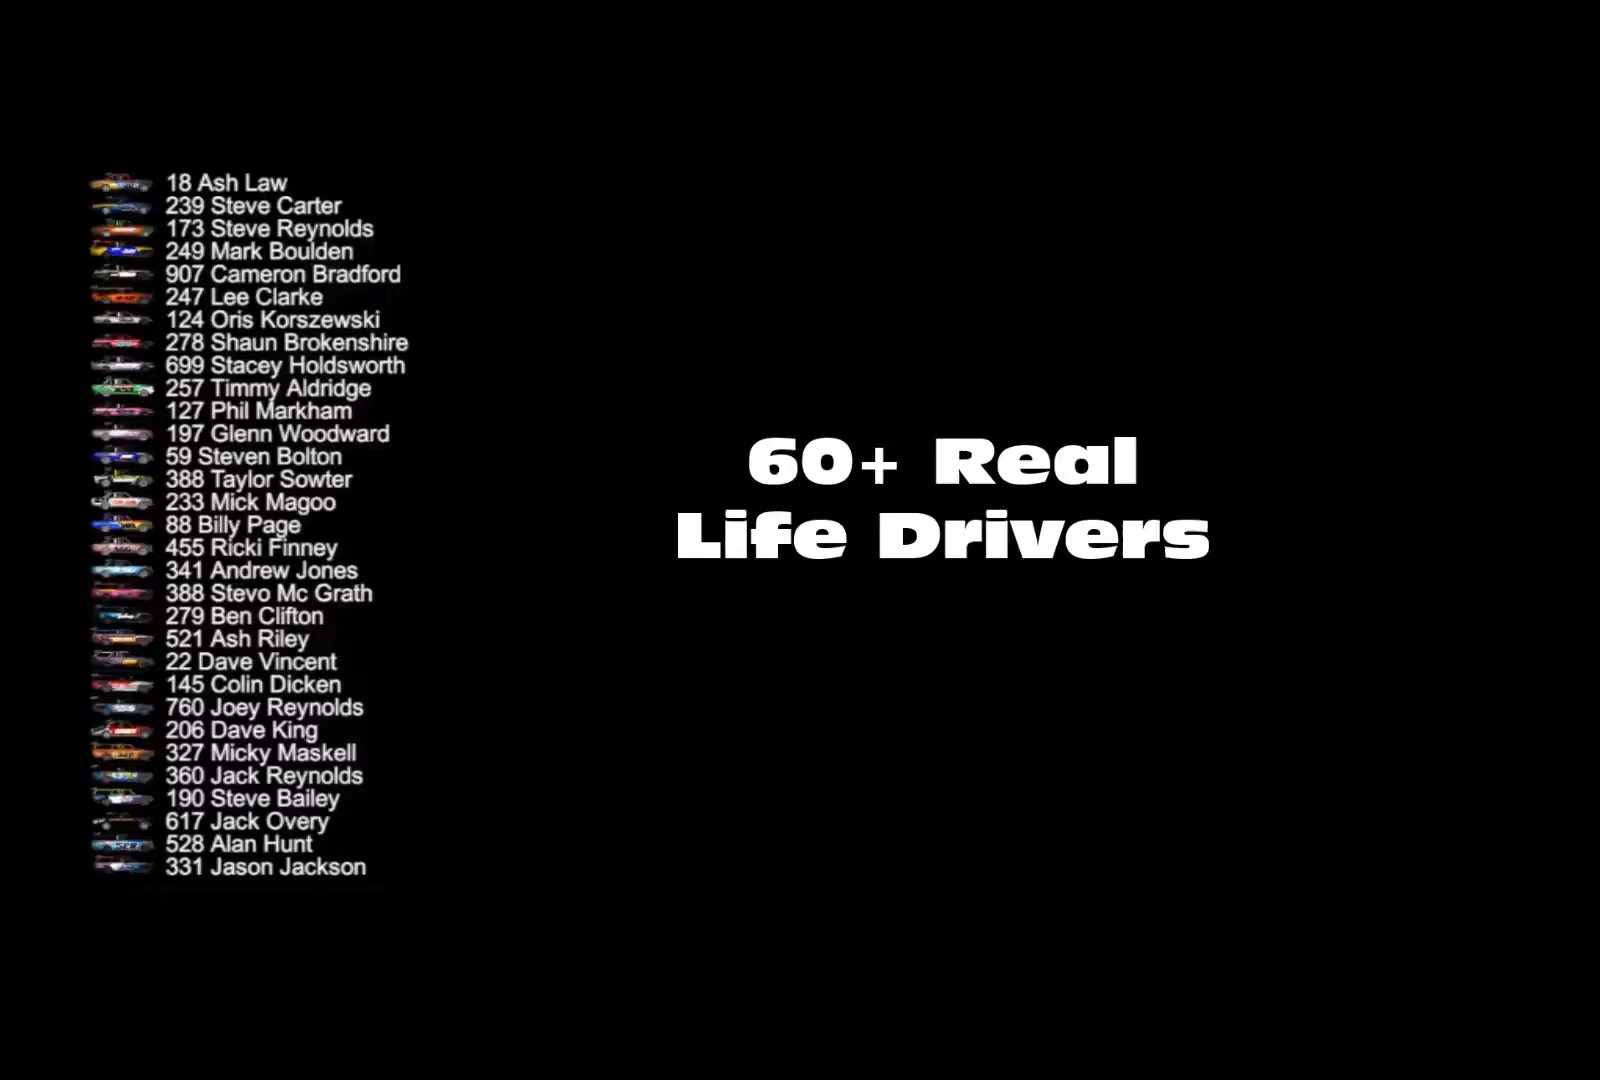 18 Ash Law
239 Steve Carter
173 Steve Reynolds
249 Mark Boulden
907 Cameron Bradford
247 Lee Clarke
124 Oris Korszewski
278 Shaun Brokenshire
699 Stacey Holdsworth
257 Timmy Aldridge
127 Phil Markham
197 Glenn Woodward
59 Steven Bolton
388 Taylor Sowter
233 Mick Magoo
88 Billy Page
455 Ricki Finney
341 Andrew Jones
388 Stevo Mc Grath
279 Ben Clifton
521 Ash Riley
22 Dave Vincent
145 Colin Dicken
760 Joey Reynolds
206 Dave King
327 Micky Maskell
360 Jack Reynolds
190 Steve Bailey
617 Jack Overy
528 Alan Hunt
331 Jason Jackson
60+ Real
Life Drivers